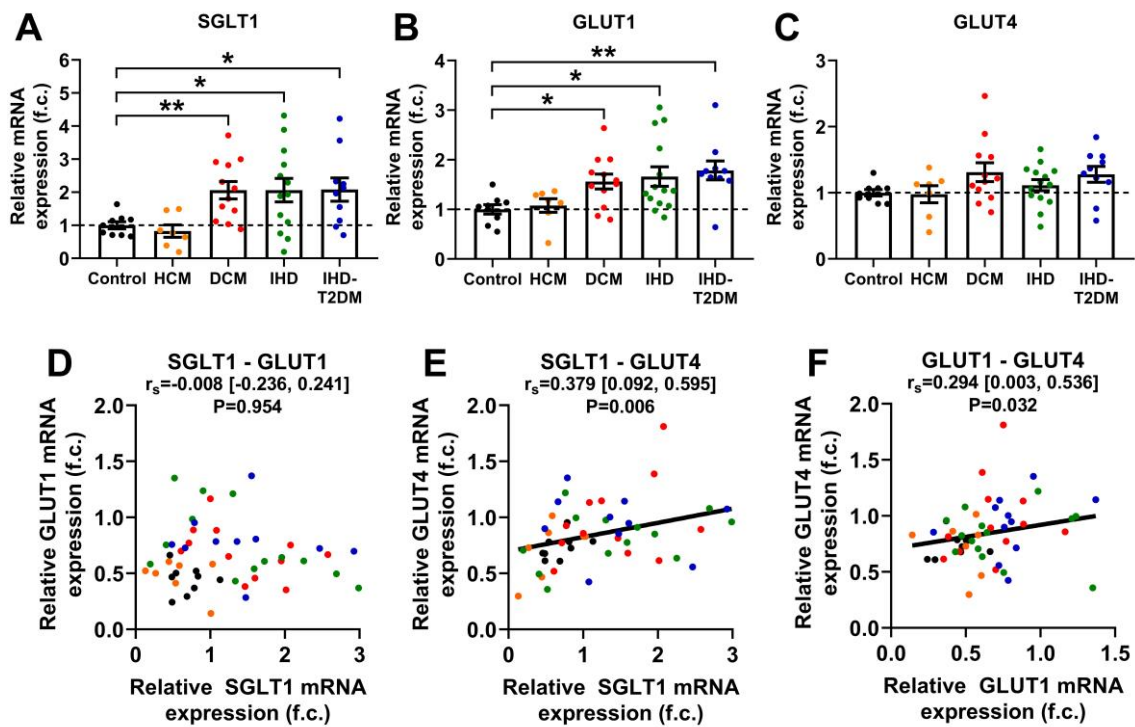 A
SGLT1
Relative mRNA
expression (f.c.)
6
5
4
3
2
1
0
*
*
**
Control
HCM
DCM
IHD
IHD-
T2DM
B
GLUT1
Relative mRNA
expression (f.c.)
4
3
2
1
0
**
*
*
Control
HCM
DCM
IHD
IHD-
T2DM
C
GLUT4
Relative mRNA
expression (f.c.)
3
2
1
0
Control
HCM
DCM
IHD
IHD-
T2DM
D
SGLT1 - GLUT1
rs=-0.008 [-0.236, 0.241]
P=0.954
Relative GLUT1 mRNA
expression (f.c.)
2.0
1.5
1.0
0.5
0.0
0
1
2
3
Relative SGLT1 mRNA
expression (f.c.)
E
SGLT1 - GLUT4
rs=0.379 [0.092, 0.595]
P=0.006
Relative GLUT4 mRNA
expression (f.c.)
2.0
1.5
1.0
0.5
0.0
0
1
2
3
Relative SGLT1 mRNA
expression (f.c.)
F
GLUT1 - GLUT4
rs=0.294 [0.003, 0.536]
P=0.032
Relative GLUT4 mRNA
expression (f.c.)
2.0
1.5
1.0
0.5
0.0
0.0
0.5
1.0
1.5
Relative GLUT1 mRNA
expression (f.c.)